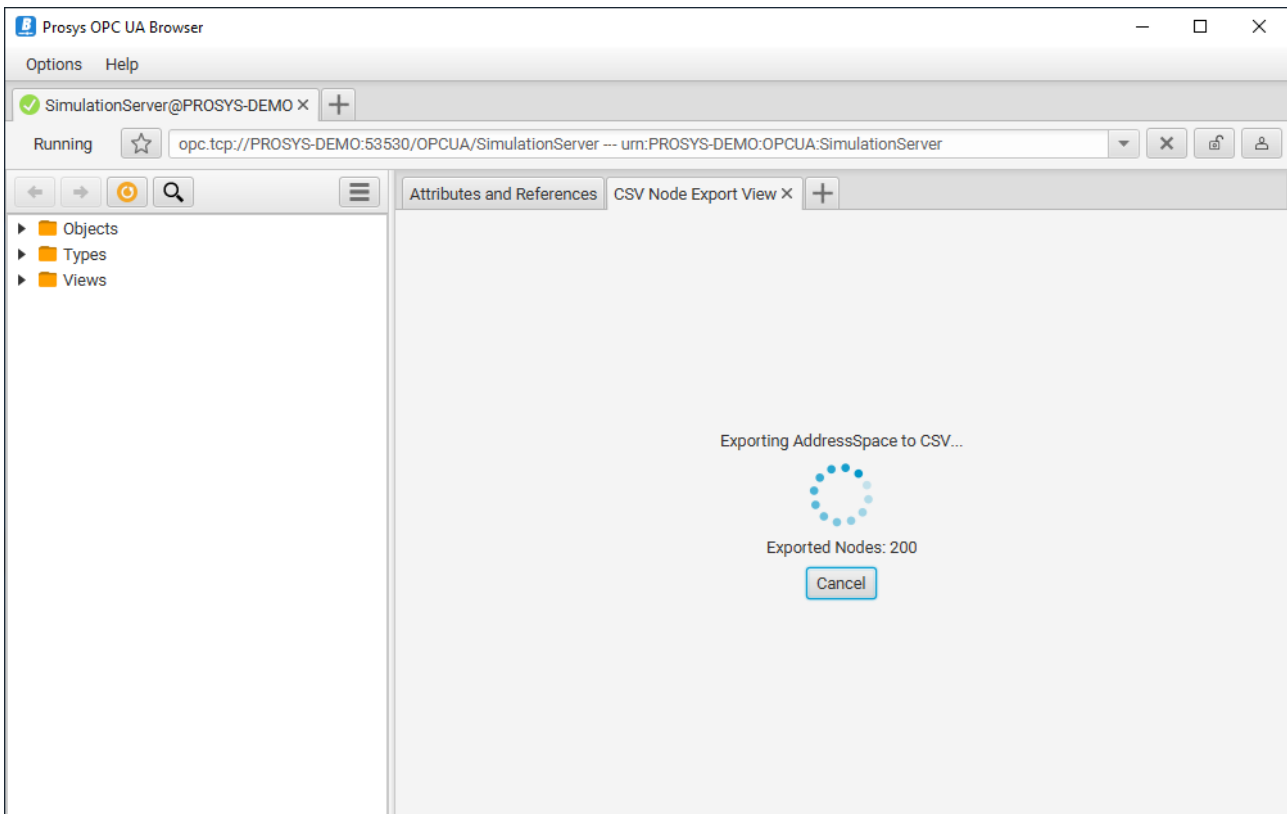 Prosys OPC UA Browser
Options Help
SimulationServer@PROSYS-DEMO
Running opc.tcp://PROSYS-DEMO:53530/OPCUA/SimulationServer --- urn:PROSYS-DEMO:OPCUA:SimulationServer
Attributes and References CSV Node Export View
Objects
Types
Views
Exporting AddressSpace to CSV...
Exported Nodes: 200
Cancel